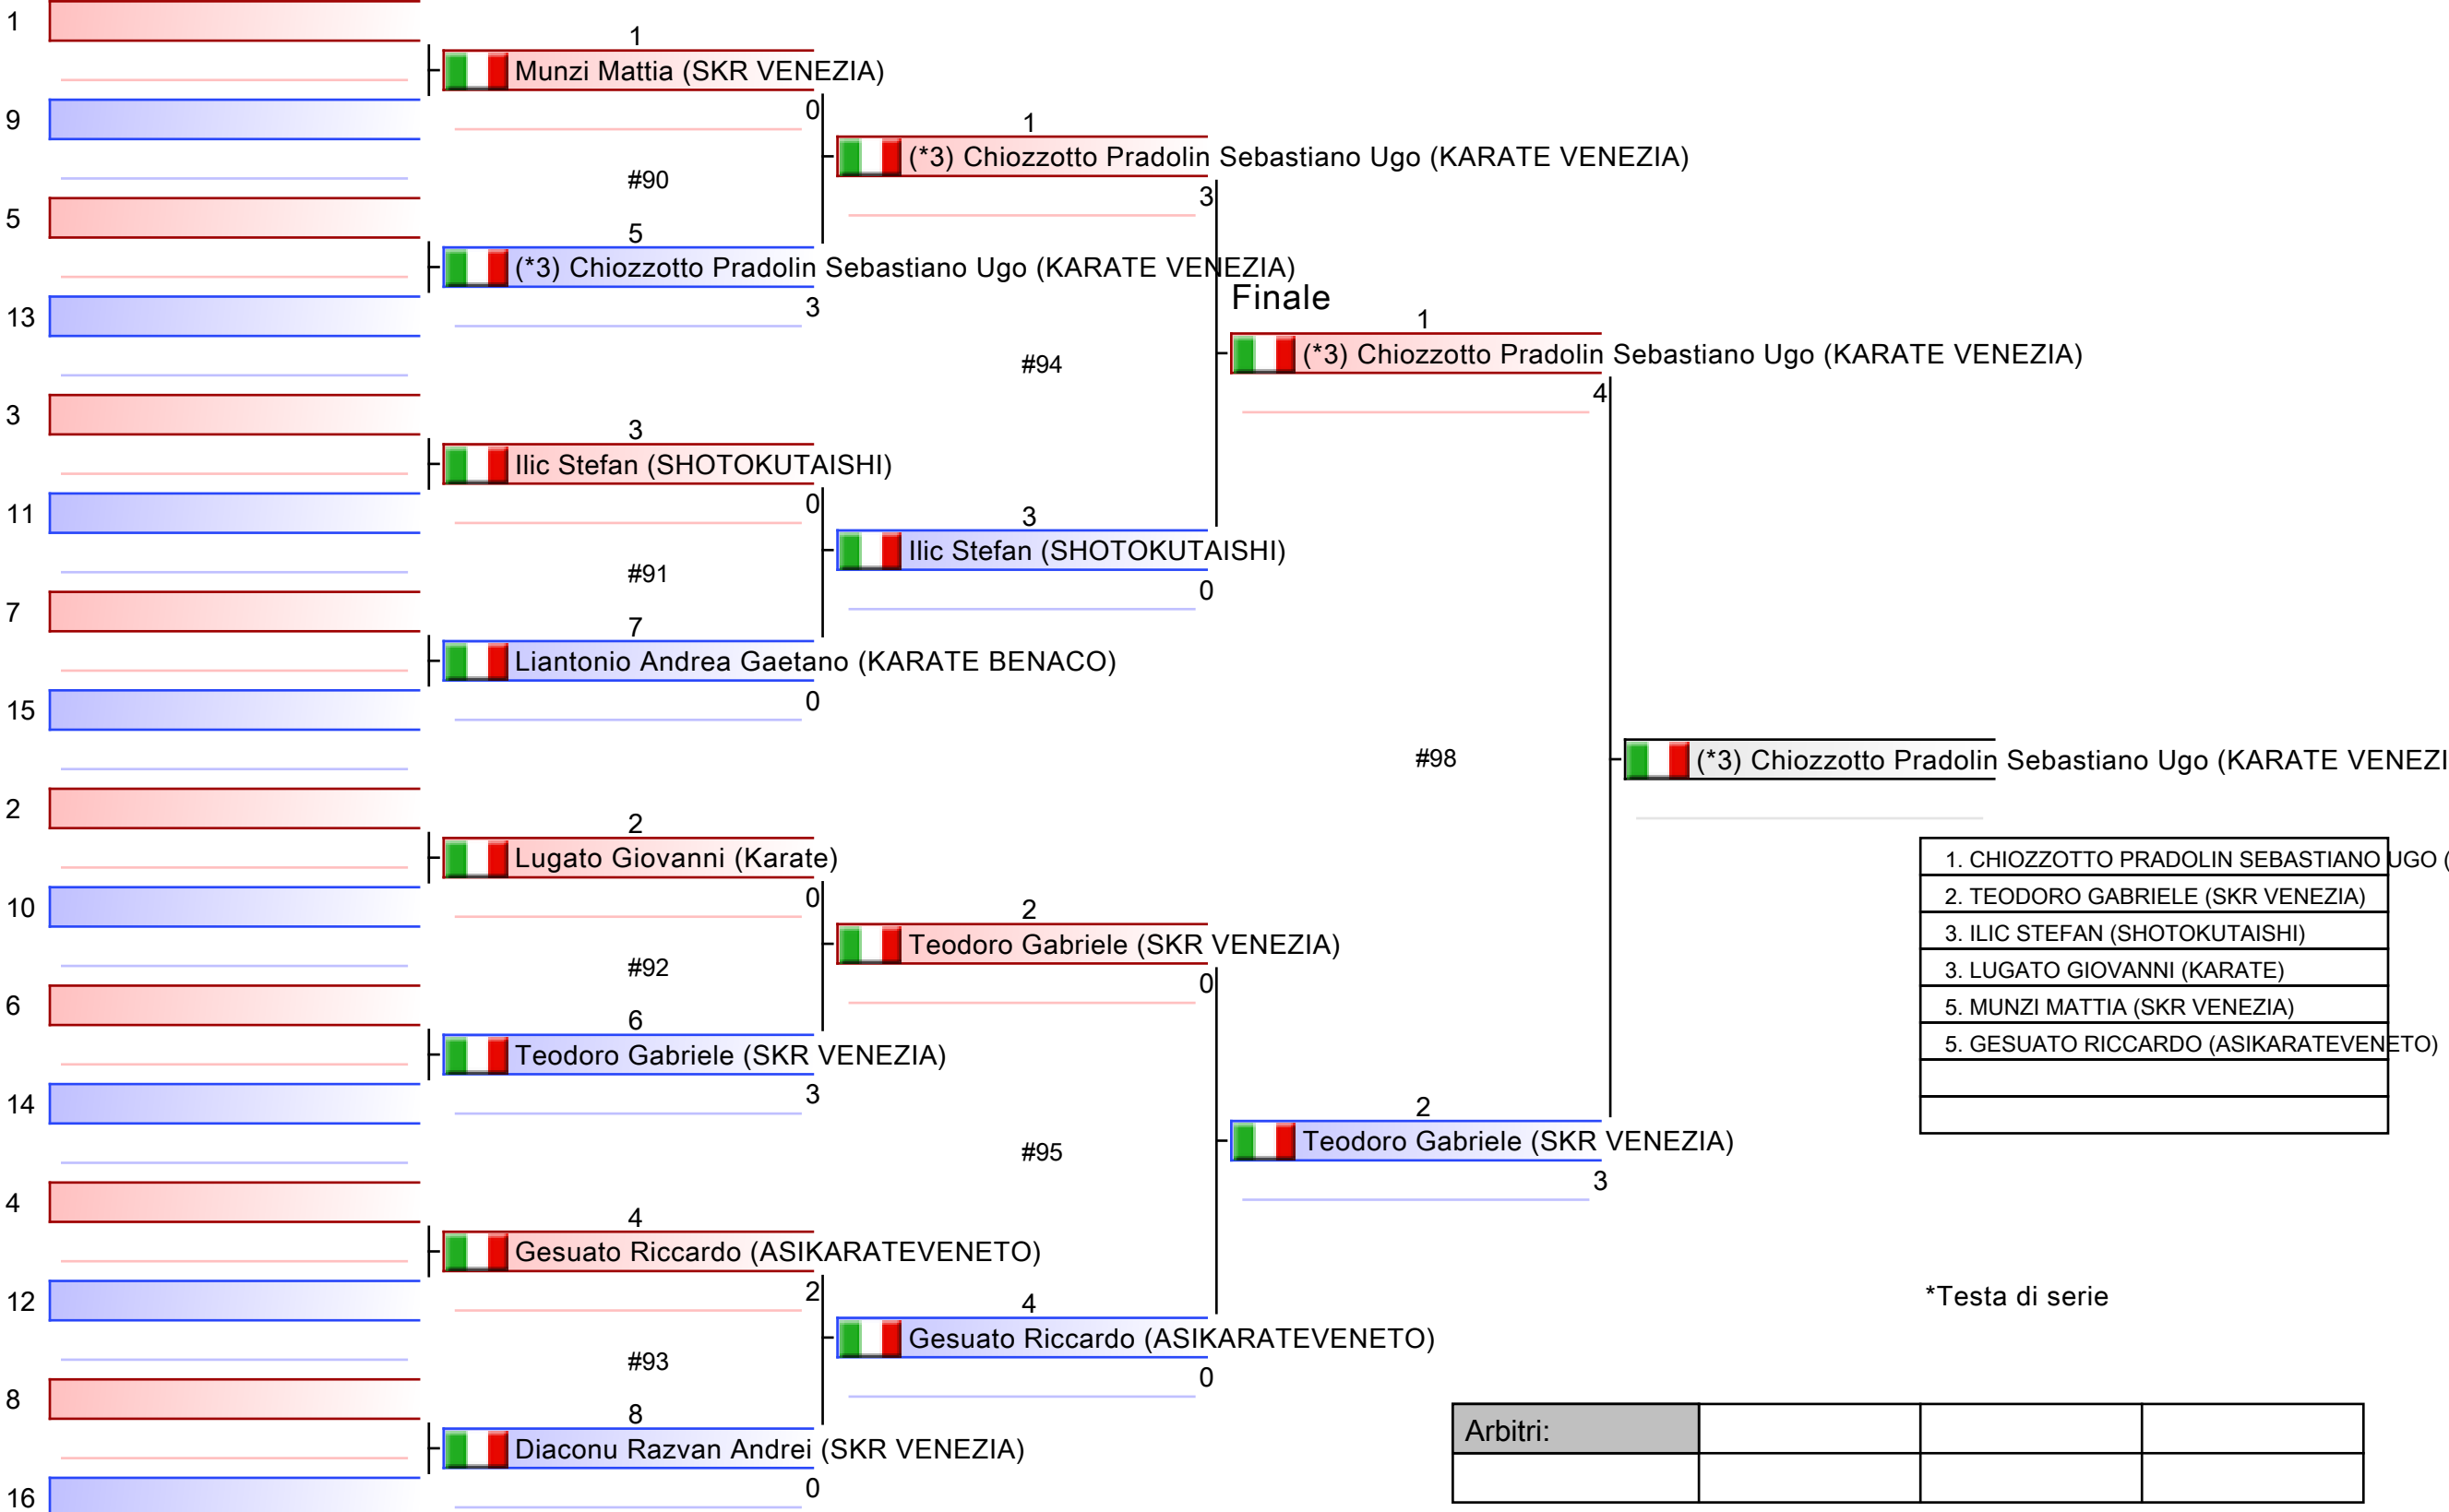 1
9
5
13
3
11
7
15
2
10
6
14
4
12
8
16
1
Munzi Mattia (SKR VENEZIA)
0
#90
5
(*3) Chiozzotto Pradolin Sebastiano Ugo (KARATE VENEZIA)
3
3
Ilic Stefan (SHOTOKUTAISHI)
0
#91
7
Liantonio Andrea Gaetano (KARATE BENACO)
0
2
Lugato Giovanni (Karate)
0
#92
6
Teodoro Gabriele (SKR VENEZIA)
3
4
Gesuato Riccardo (ASIKARATEVENETO)
2
#93
8
Diaconu Razvan Andrei (SKR VENEZIA)
0
1
(*3) Chiozzotto Pradolin Sebastiano Ugo (KARATE VENEZIA)
3
#94
3
Ilic Stefan (SHOTOKUTAISHI)
0
2
Teodoro Gabriele (SKR VENEZIA)
0
#95
4
Gesuato Riccardo (ASIKARATEVENETO)
0
Finale
1
(*3) Chiozzotto Pradolin Sebastiano Ugo (KARATE VENEZIA)
4
#98
2
Teodoro Gabriele (SKR VENEZIA)
3
(*3) Chiozzotto Pradolin Sebastiano Ugo (KARATE VENEZI
1. CHIOZZOTTO PRADOLIN SEBASTIANO UGO (
2. TEODORO GABRIELE (SKR VENEZIA)
3. ILIC STEFAN (SHOTOKUTAISHI)
3. LUGATO GIOVANNI (KARATE)
5. MUNZI MATTIA (SKR VENEZIA)
5. GESUATO RICCARDO (ASIKARATEVENETO)
*Testa di serie
Arbitri: